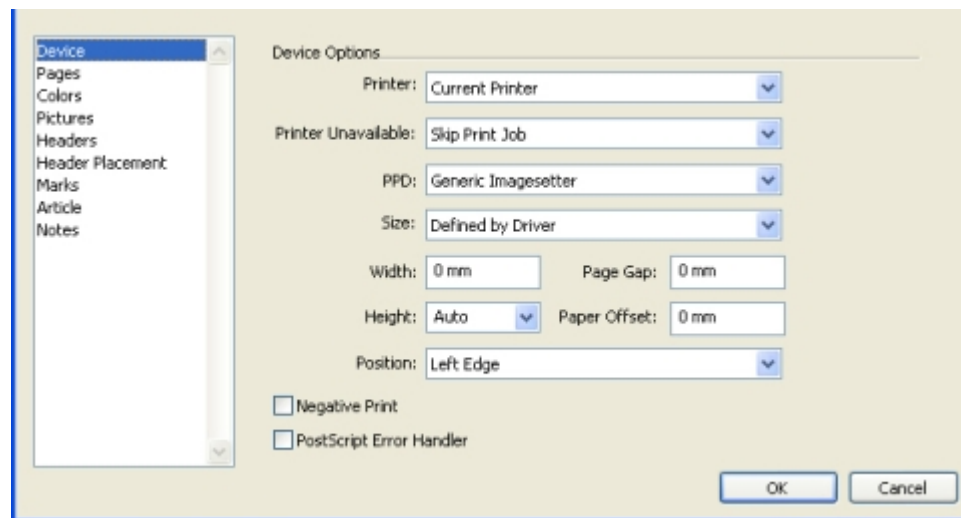 Device
Pages
Colors
Pictures
Headers
Header Placement
Marks
Article
Notes
Device Options
Printer: Current Printer
Printer Unavailable: Skip Print Job
PPD: Generic Imagesetter
Size: Defined by Driver
Width: 0 mm Page Gap: 0 mm
Height: Auto Paper Offset: 0 mm
Position: Left Edge
Negative Print
PostScript Error Handler
OK Cancel